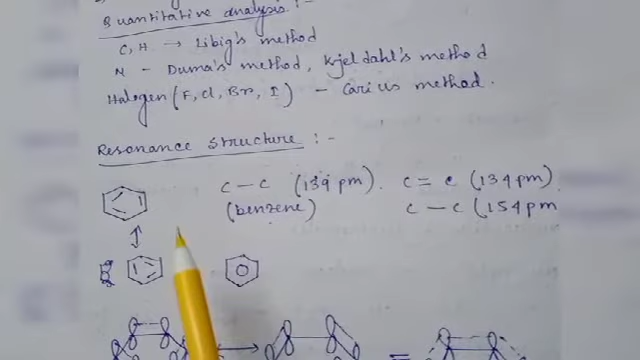 Quantitative analysis :-
C, H. → Libig's method
N - Duma's method, Kjeldahl's method
Halogen (F, Cl, Br, I) - Carius method.
Resonance Structure :-
C — C (139 pm). C = C (134 pm)
(benzene) C — C (154 pm